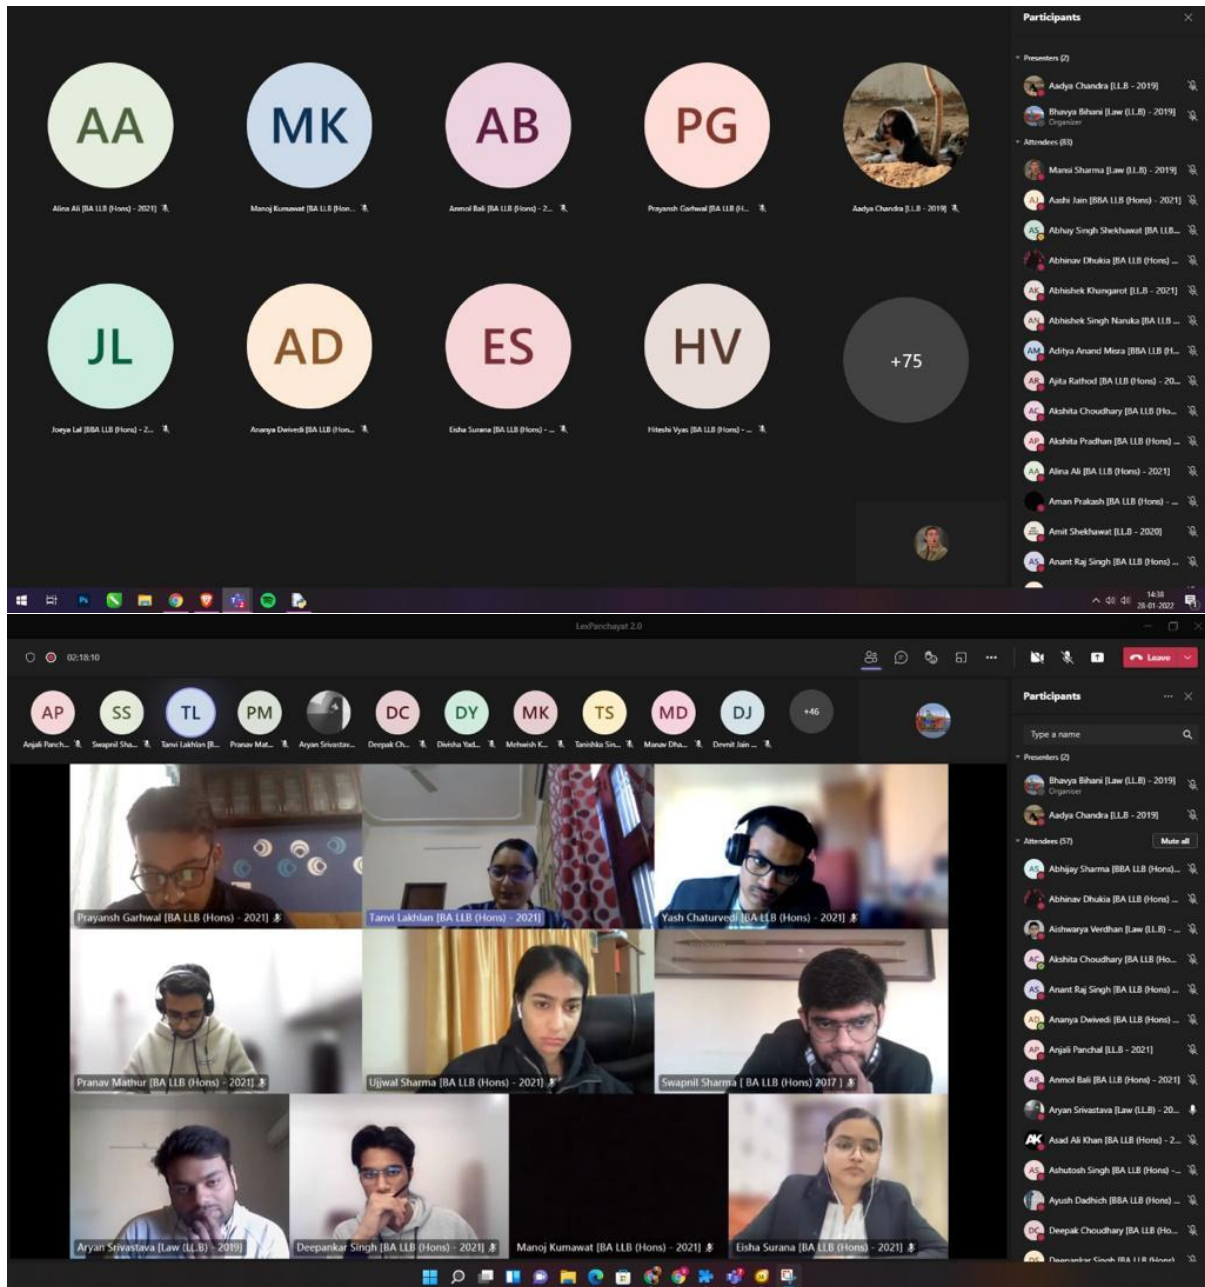 Participants
Presenters (2)
Aadya Chandra [LL.B - 2019]
Bhavya Bihani [Law (LL.B) - 2019]
Organizer
Attendees (83)
Mansi Sharma [Law (LL.B) - 2019]
Aashi Jain [BBA LLB (Hons) - 2021]
Abhay Singh Shekhawat [BA LLB...
Abhinav Dhukia [BA LLB (Hons) ...
Abhishek Khangarot [LL.B - 2021]
Abhishek Singh Naruka [BA LLB ...
Aditya Anand Misra [BBA LLB (H...
Ajita Rathod [BA LLB (Hons) - 20...
Akshita Choudhary [BA LLB (Ho...
Akshita Pradhan [BA LLB (Hons) ...
Alina Ali [BA LLB (Hons) - 2021]
Aman Prakash [BA LLB (Hons) - ...
Amit Shekhawat [LL.B - 2020]
Anant Raj Singh [BA LLB (Hons) ...
AA MK AB PG
Alina Ali [BA LLB (Hons) - 2021] Manoj Kumawat [BA LLB (Hon... Anmol Bali [BA LLB (Hons) - 2... Prayansh Garhwal [BA LLB (H... Aadya Chandra [LL.B - 2019]
JL AD ES HV +75
Joeya Lal [BBA LLB (Hons) - 2... Ananya Dwivedi [BA LLB (Hon... Eisha Surana [BA LLB (Hons) - ... Hiteshi Vyas [BA LLB (Hons) - ...
14:38
28-01-2022
LexPanchayat 2.0
02:18:10
Leave
AP SS TL PM DC DY MK TS MD DJ +46
Anjali Panch... Swapnil Sha... Tanvi Lakhlan [B... Pranav Mat... Aryan Srivastav... Deepak Ch... Divisha Yad... Mehwish K... Tanishka Sin... Manav Dha... Devnit Jain ...
Prayansh Garhwal [BA LLB (Hons) - 2021] Tanvi Lakhlan [BA LLB (Hons) - 2021] Yash Chaturvedi [BA LLB (Hons) - 2021]
Pranav Mathur [BA LLB (Hons) - 2021] Ujjwal Sharma [BA LLB (Hons) - 2021] Swapnil Sharma [ BA LLB (Hons) 2017 ]
Aryan Srivastava [Law (LL.B) - 2019] Deepankar Singh [BA LLB (Hons) - 2021] Manoj Kumawat [BA LLB (Hons) - 2021] Eisha Surana [BA LLB (Hons) - 2021]
Participants
Type a name
Presenters (2)
Bhavya Bihani [Law (LL.B) - 2019]
Organiser
Aadya Chandra [LL.B - 2019]
Attendees (57)
Mute all
Abhijay Sharma [BBA LLB (Hons)...
Abhinav Dhukia [BA LLB (Hons) ...
Aishwarya Verdhan [Law (LL.B) - ...
Akshita Choudhary [BA LLB (Ho...
Anant Raj Singh [BA LLB (Hons) ...
Ananya Dwivedi [BA LLB (Hons) ...
Anjali Panchal [LL.B - 2021]
Anmol Bali [BA LLB (Hons) - 2021]
Aryan Srivastava [Law (LL.B) - 20...
Asad Ali Khan [BA LLB (Hons) - 2...
Ashutosh Singh [BA LLB (Hons) -...
Ayush Dadhich [BBA LLB (Hons) ...
Deepak Choudhary [BA LLB (Ho...
Deepankar Singh [BA LLB (Hons)